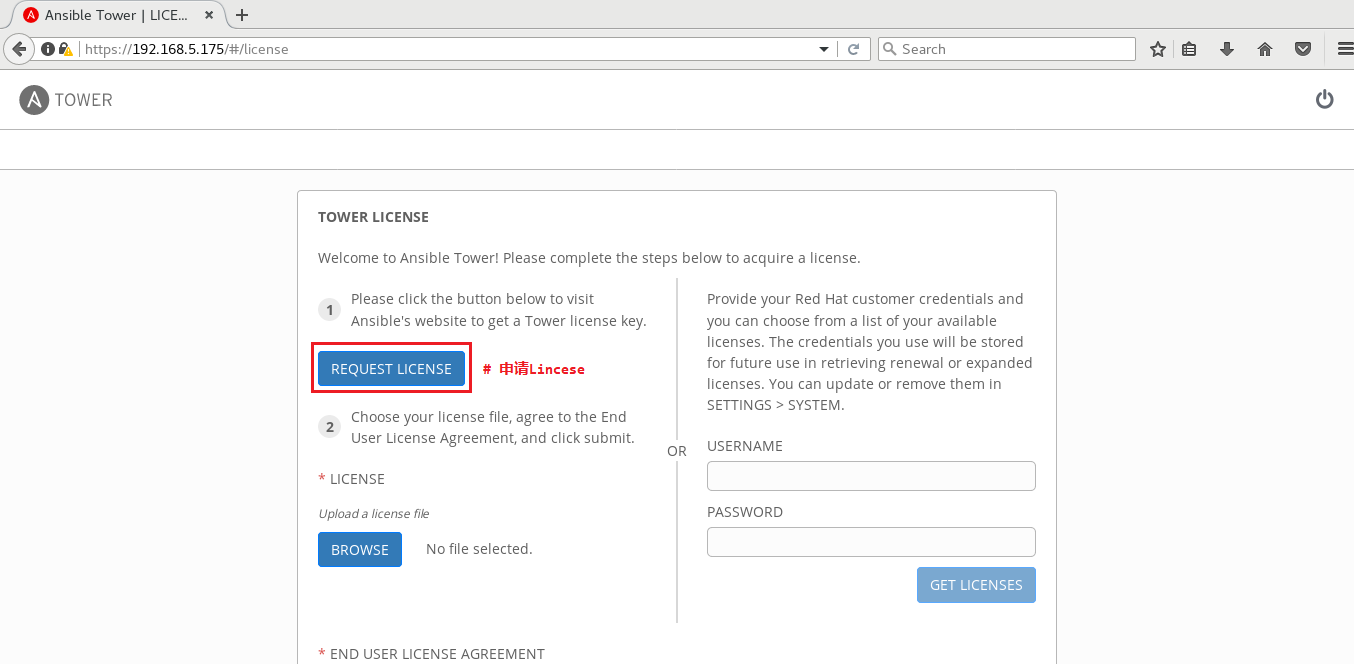 Ansible Tower | LICE...
https://192.168.5.175/#/license
Search
TOWER
TOWER LICENSE
Welcome to Ansible Tower! Please complete the steps below to acquire a license.
1
Please click the button below to visit
Ansible's website to get a Tower license key.
REQUEST LICENSE
# 申请Lincese
2
Choose your license file, agree to the End
User License Agreement, and click submit.
* LICENSE
Upload a license file
BROWSE
No file selected.
OR
Provide your Red Hat customer credentials and
you can choose from a list of your available
licenses. The credentials you use will be stored
for future use in retrieving renewal or expanded
licenses. You can update or remove them in
SETTINGS > SYSTEM.
USERNAME
PASSWORD
GET LICENSES
* END USER LICENSE AGREEMENT